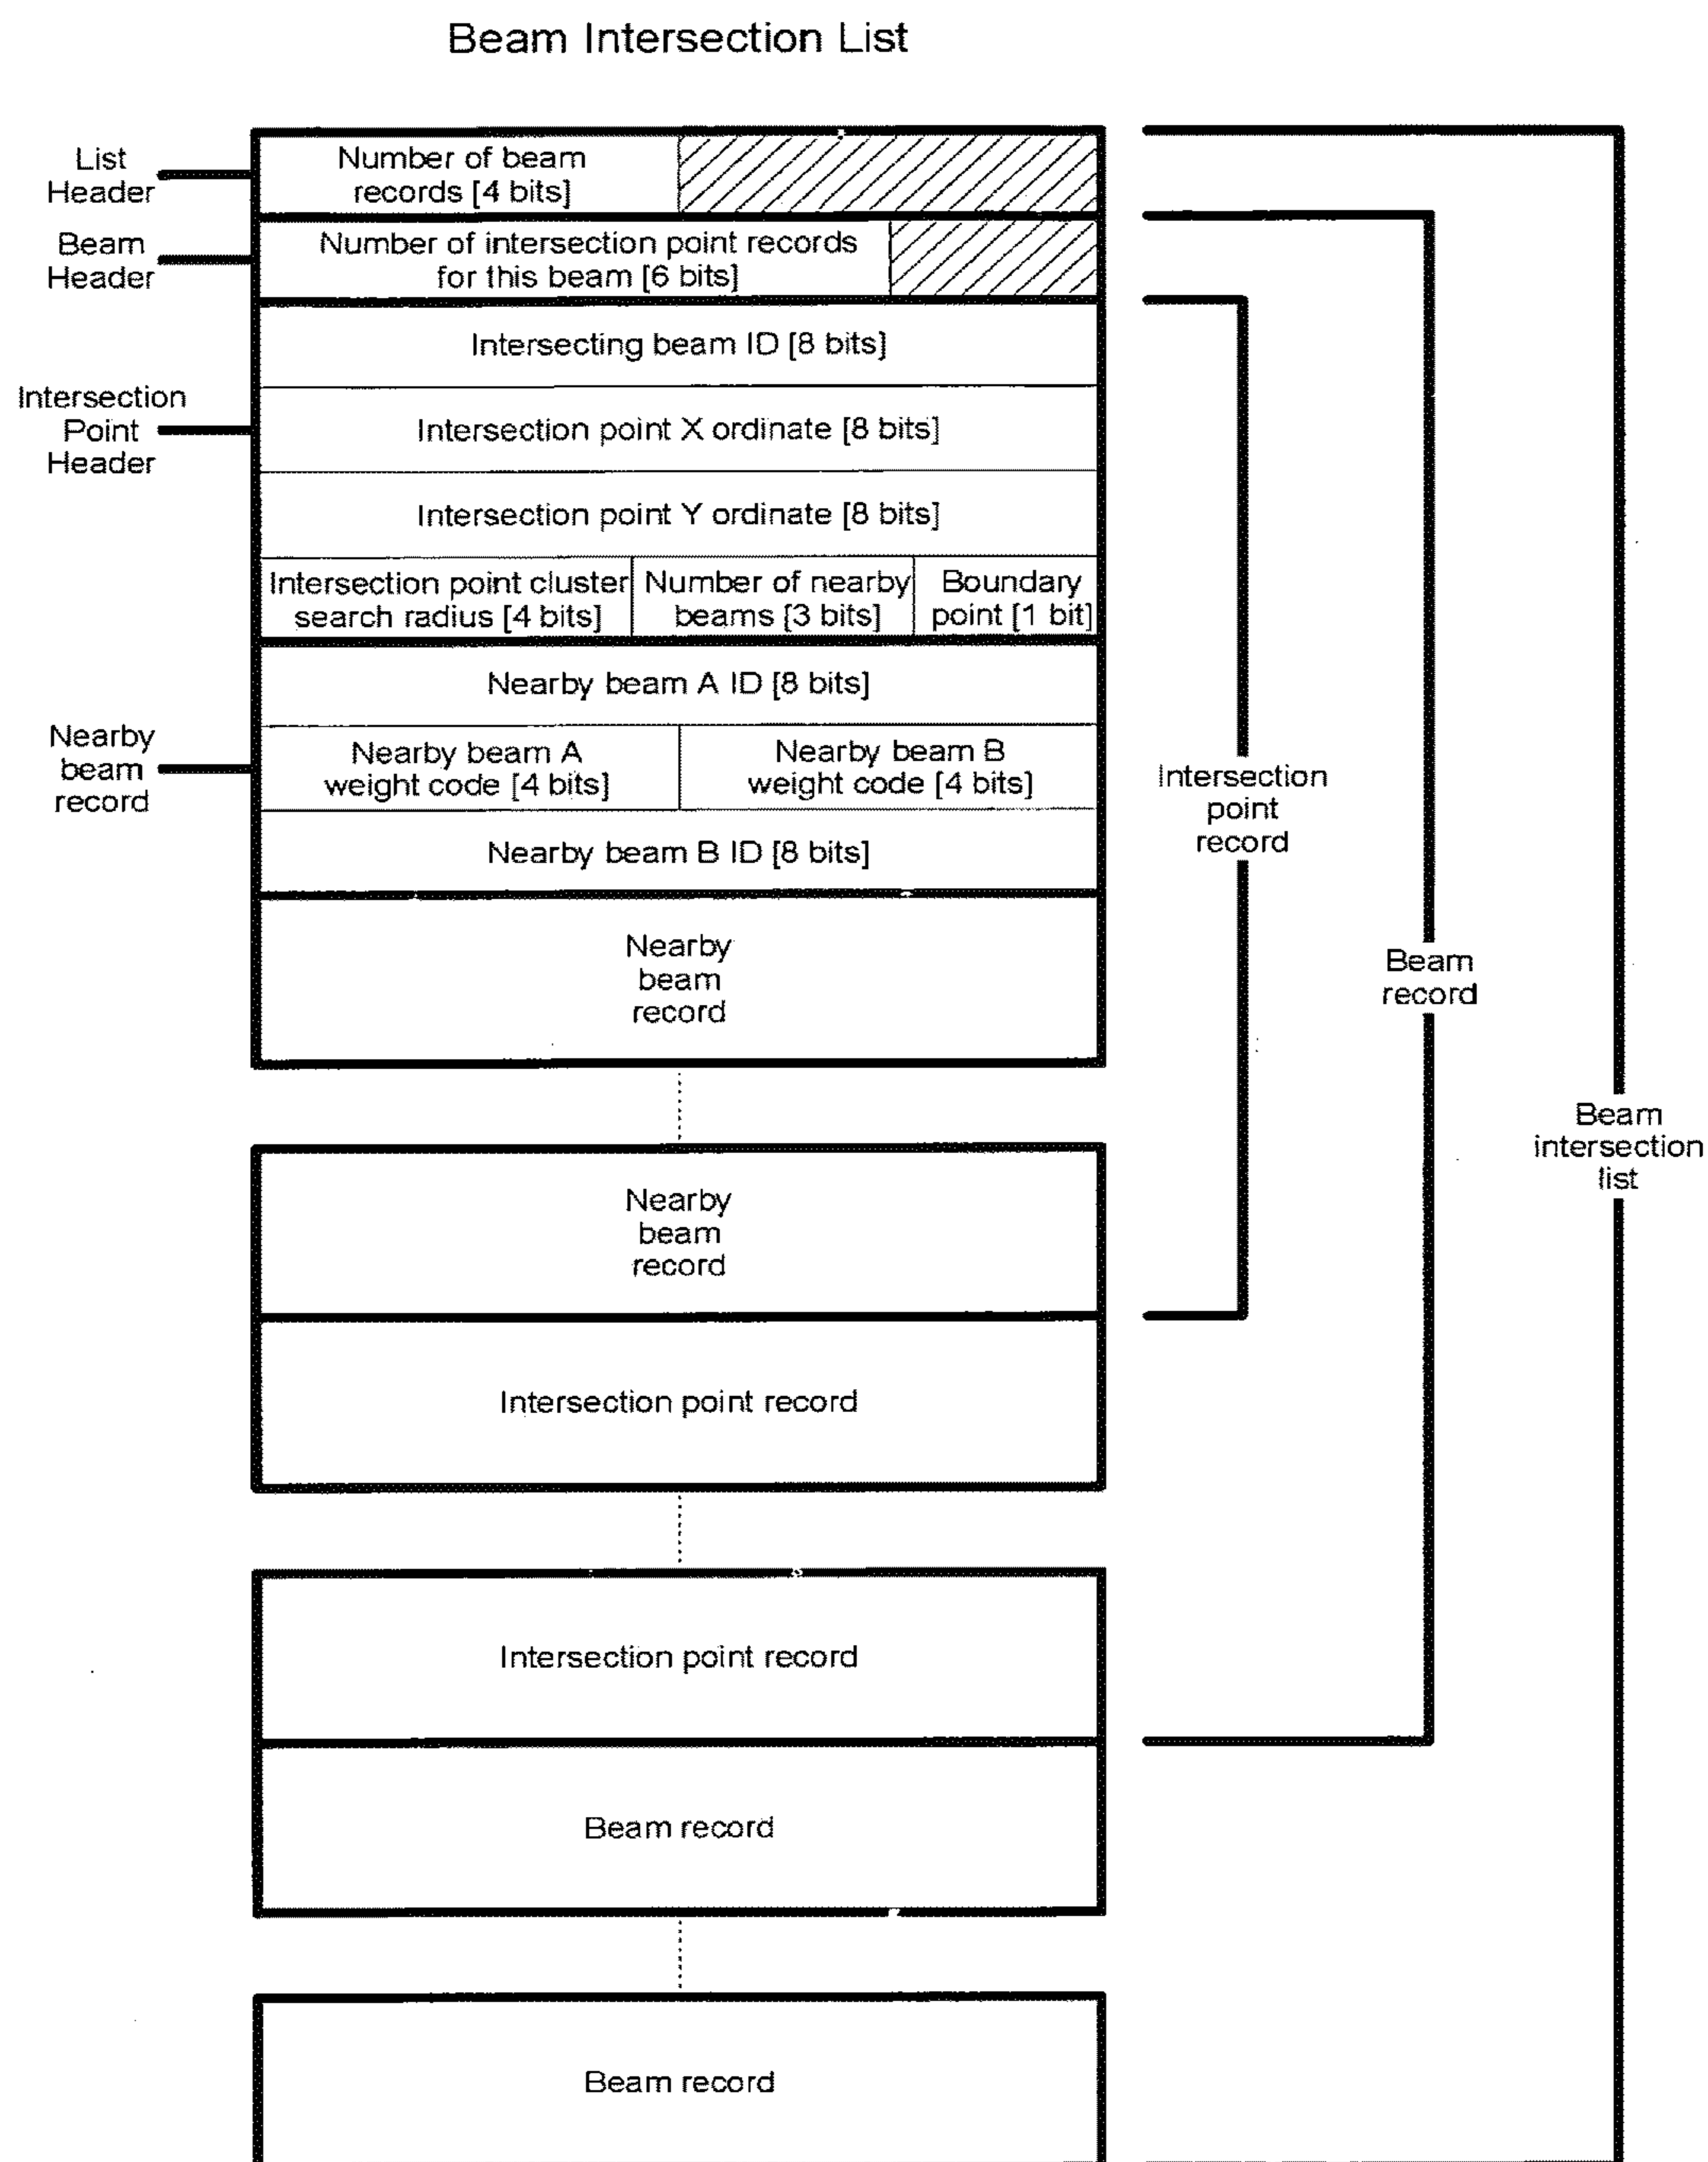 Beam Intersection List
List
Header
Number of beam
records [4 bits]
Beam
Header
Number of intersection point records
for this beam [6 bits]
Intersecting beam ID [8 bits]
Intersection
Point
Header
Intersection point X ordinate [8 bits]
Intersection point Y ordinate [8 bits]
Intersection point cluster
search radius [4 bits]
Number of nearby
beams [3 bits]
Boundary
point [1 bit]
Nearby beam A ID [8 bits]
Nearby
beam
record
Nearby beam A
weight code [4 bits]
Nearby beam B
weight code [4 bits]
Nearby beam B ID [8 bits]
Intersection
point
record
Nearby
beam
record
Beam
record
Beam
intersection
list
Nearby
beam
record
Intersection point record
Intersection point record
Beam record
Beam record